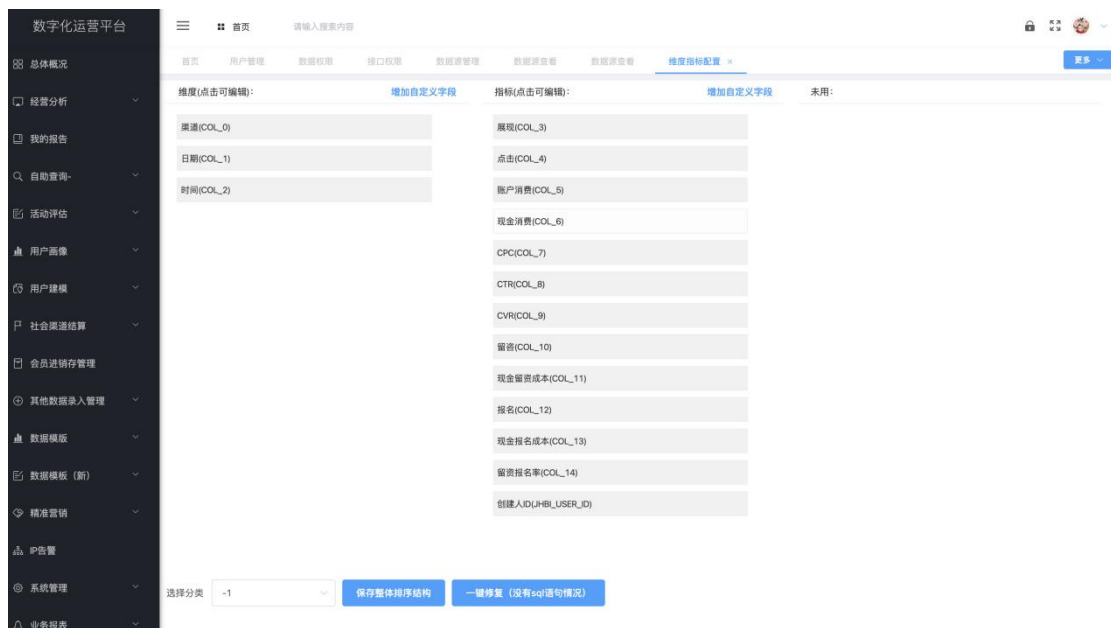 数字化运营平台
首页
请输入搜索内容
首页 用户管理 数据权限 接口权限 数据源管理 数据源查看 数据源查看 维度指标配置 ×
更多
总体概况
经营分析
我的报告
自助查询-
活动评估
用户画像
用户建模
社会渠道结算
会员进销存管理
其他数据录入管理
数据模版
数据模板（新）
精准营销
IP告警
系统管理
业务报表
维度(点击可编辑): 增加自定义字段
渠道(COL_0)
日期(COL_1)
时间(COL_2)
指标(点击可编辑): 增加自定义字段
展现(COL_3)
点击(COL_4)
账户消费(COL_5)
现金消费(COL_6)
CPC(COL_7)
CTR(COL_8)
CVR(COL_9)
留咨(COL_10)
现金留资成本(COL_11)
报名(COL_12)
现金报名成本(COL_13)
留资报名率(COL_14)
创建人ID(JHBI_USER_ID)
未用:
选择分类 -1 保存整体排序结构 一键修复（没有sql语句情况）